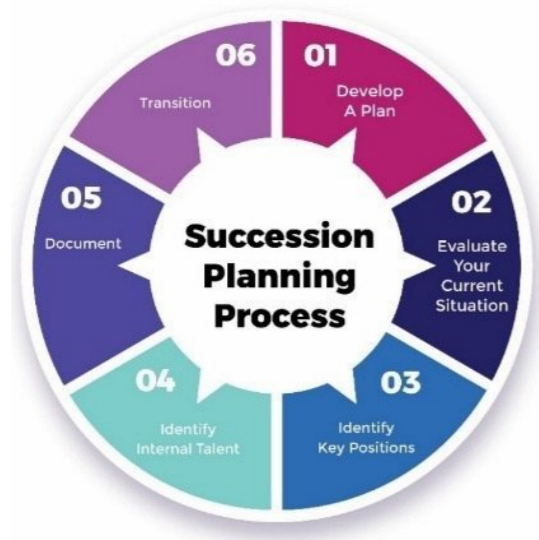 Succession
Planning
Process
01
Develop
A Plan
02
Evaluate
Your
Current
Situation
03
Identify
Key Positions
04
Identify
Internal Talent
05
Document
06
Transition